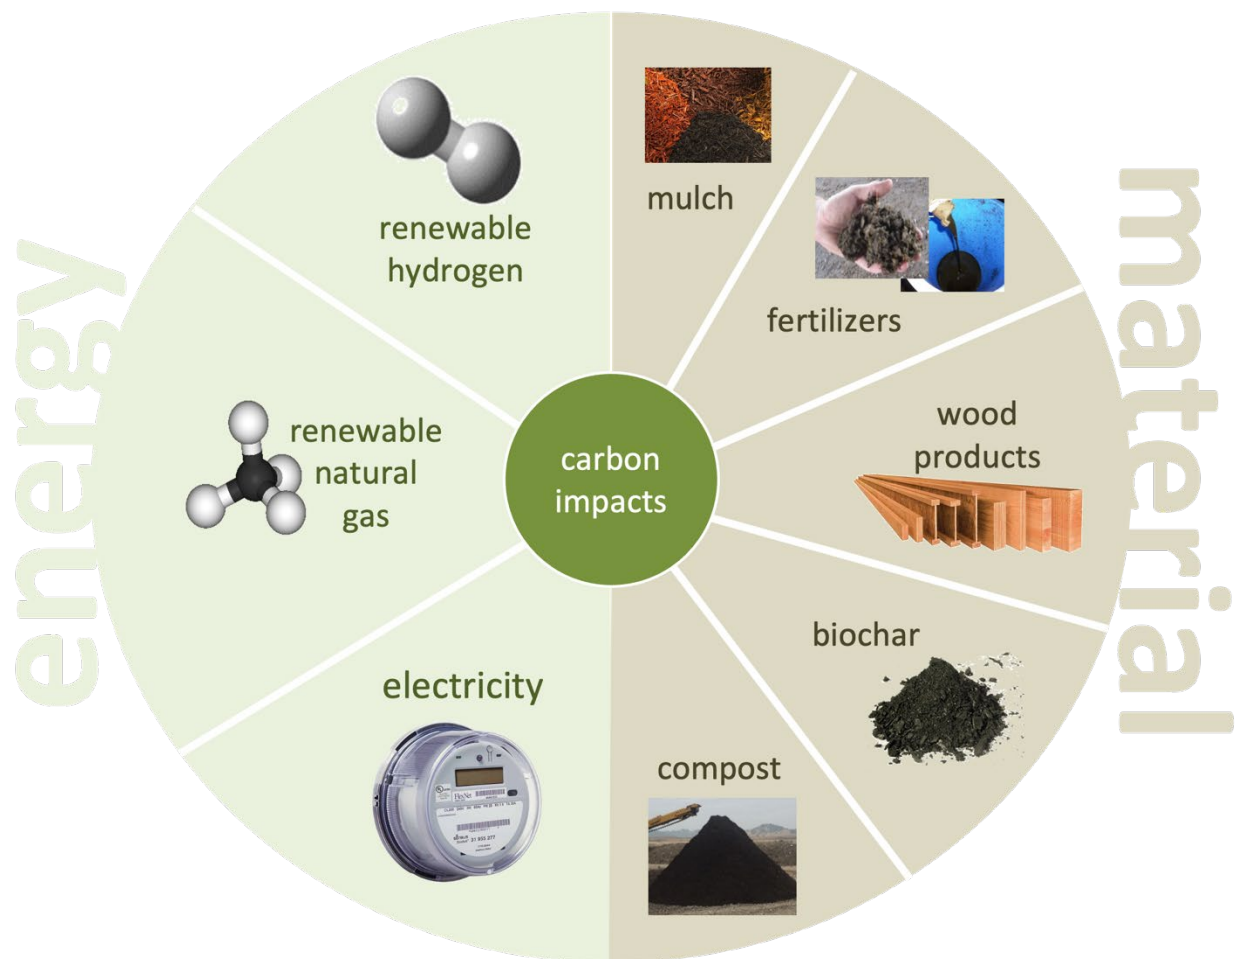 energy
material
renewable
hydrogen
mulch
fertilizers
renewable
natural
gas
carbon
impacts
wood
products
biochar
electricity
compost